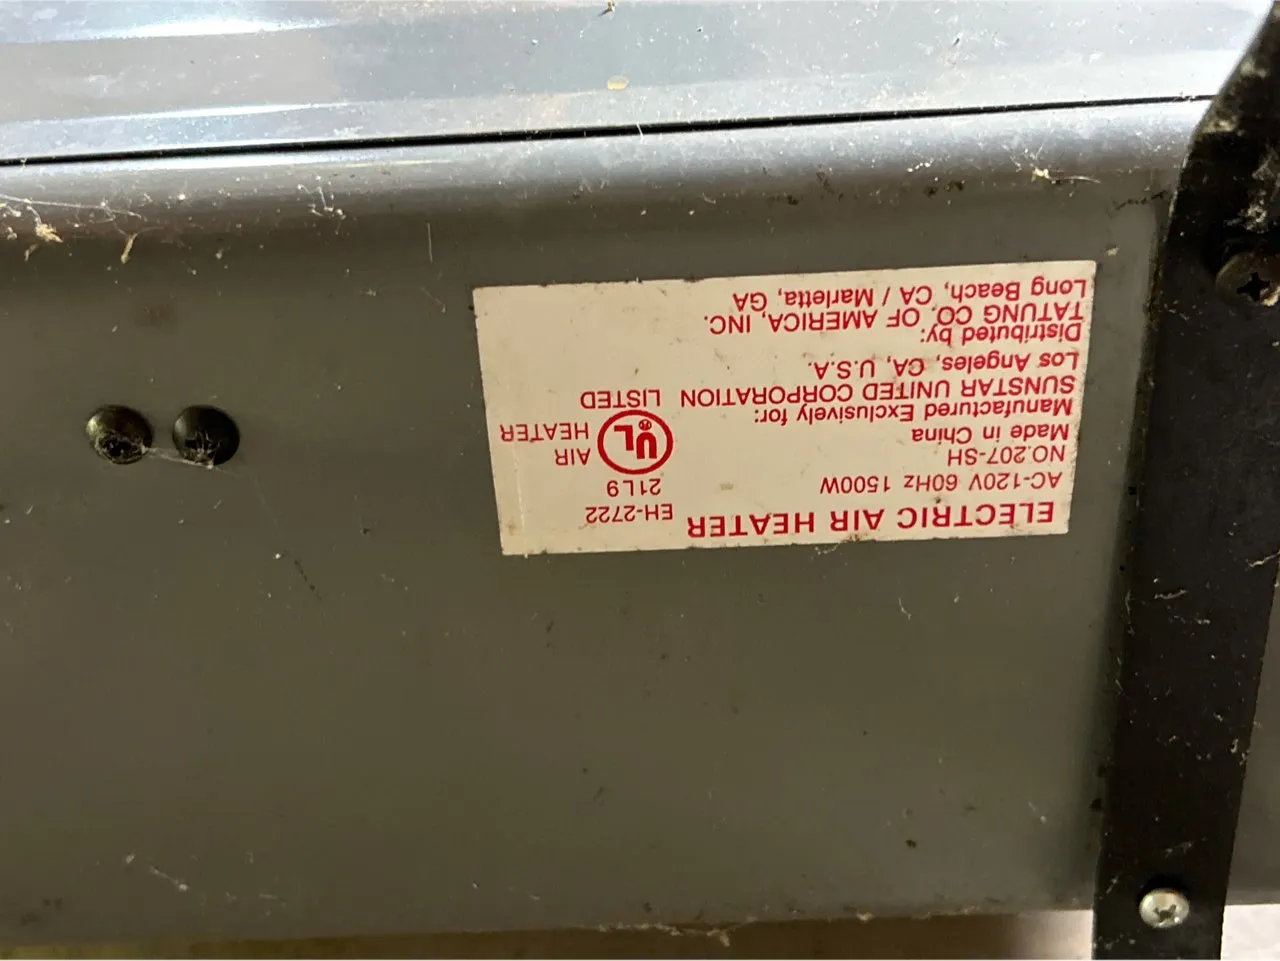 ELECTRIC AIR HEATER EH-2722
AC-120V 60Hz 1500W 21L9
NO.207-SH
Made in China
Manufactured Exclusively for:
SUNSTAR UNITED CORPORATION
Los Angeles, CA, U.S.A.
AIR
HEATER
UL
LISTED
Distributed by:
TATUNG CO. OF AMERICA, INC.
Long Beach, CA / Marietta, GA